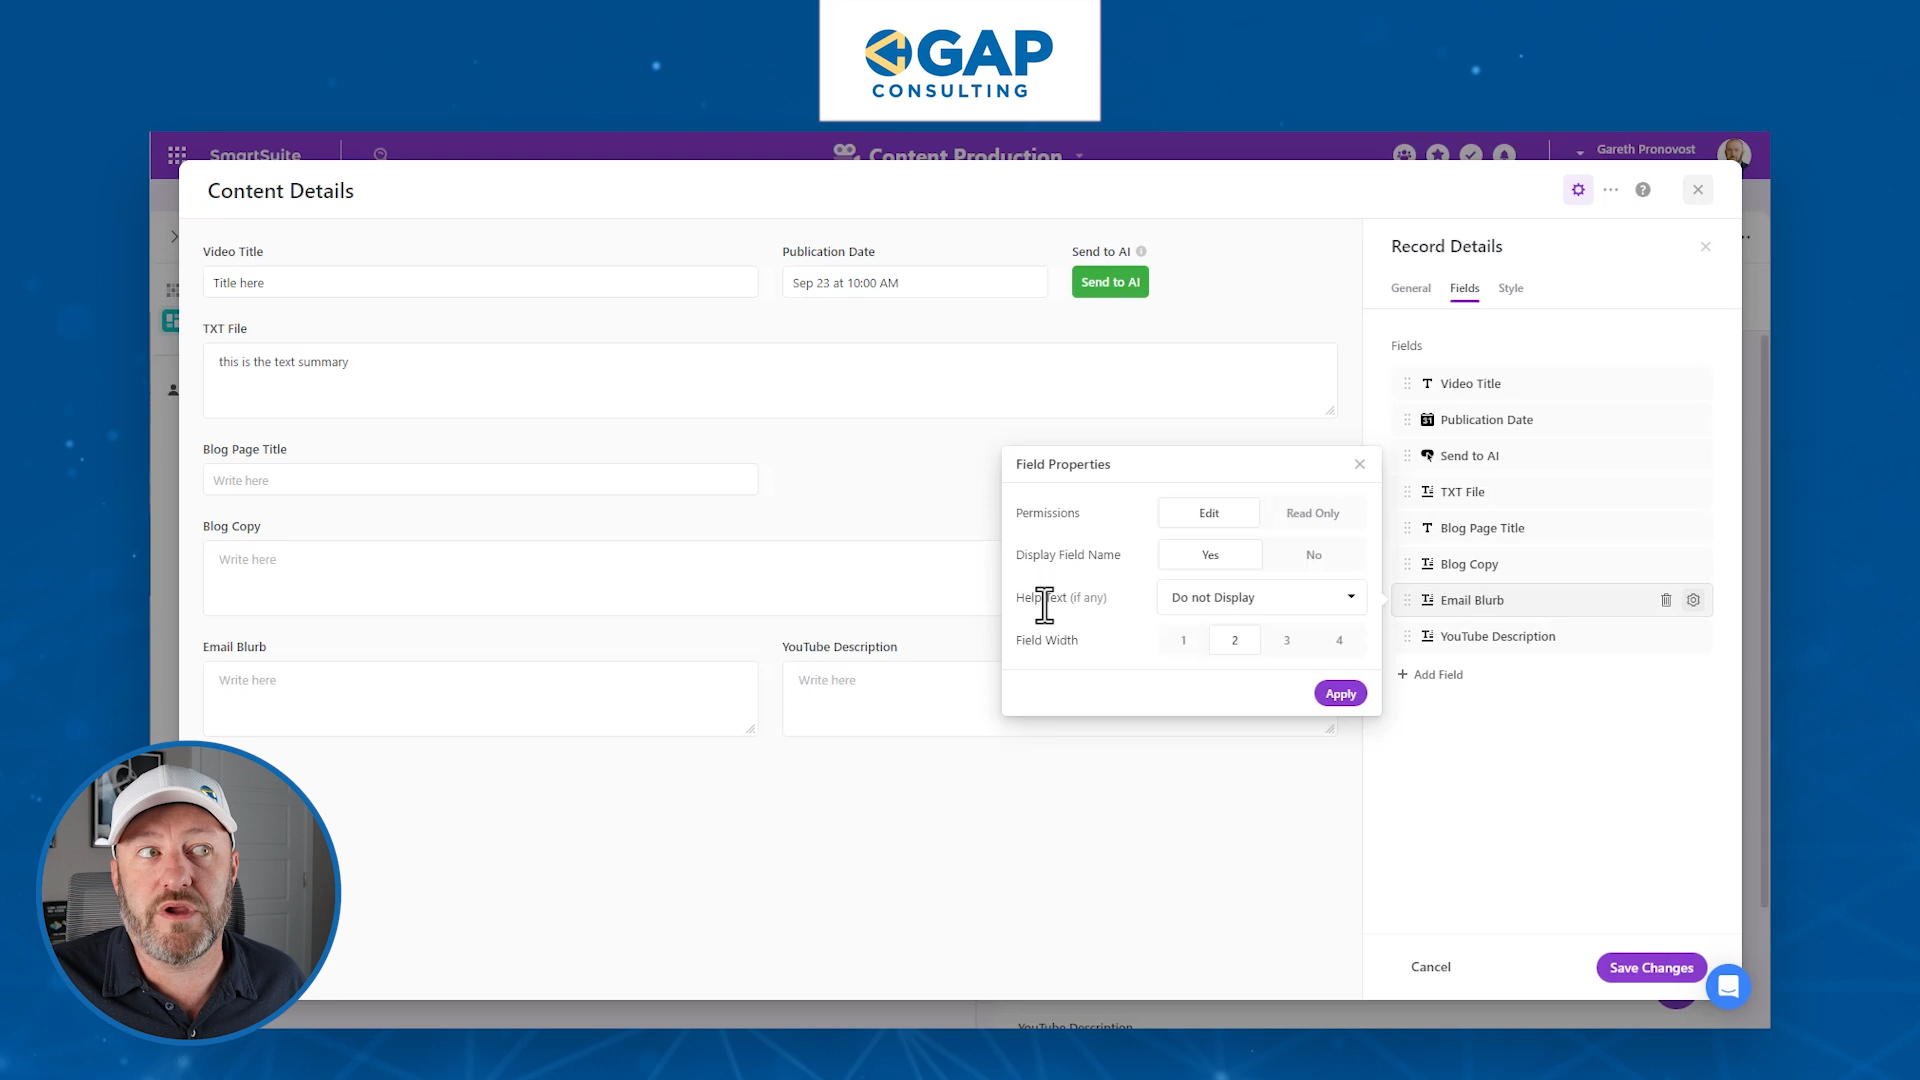 GAP
CONSULTING
SmartSuite
Content Production
Gareth Pronovost
Content Details
Video Title
Publication Date
Send to AI
Title here
Sep 23 at 10:00 AM
Send to AI
TXT File
this is the text summary
Blog Page Title
Write here
Blog Copy
Write here
Email Blurb
YouTube Description
Write here
Write here
Field Properties
Permissions
Edit
Read Only
Display Field Name
Yes
No
Help Text (if any)
Do not Display
Field Width
1
2
3
4
Apply
Record Details
General
Fields
Style
Fields
Video Title
31
Publication Date
Send to AI
TXT File
Blog Page Title
Blog Copy
Email Blurb
YouTube Description
+ Add Field
Cancel
Save Changes
YouTube Description